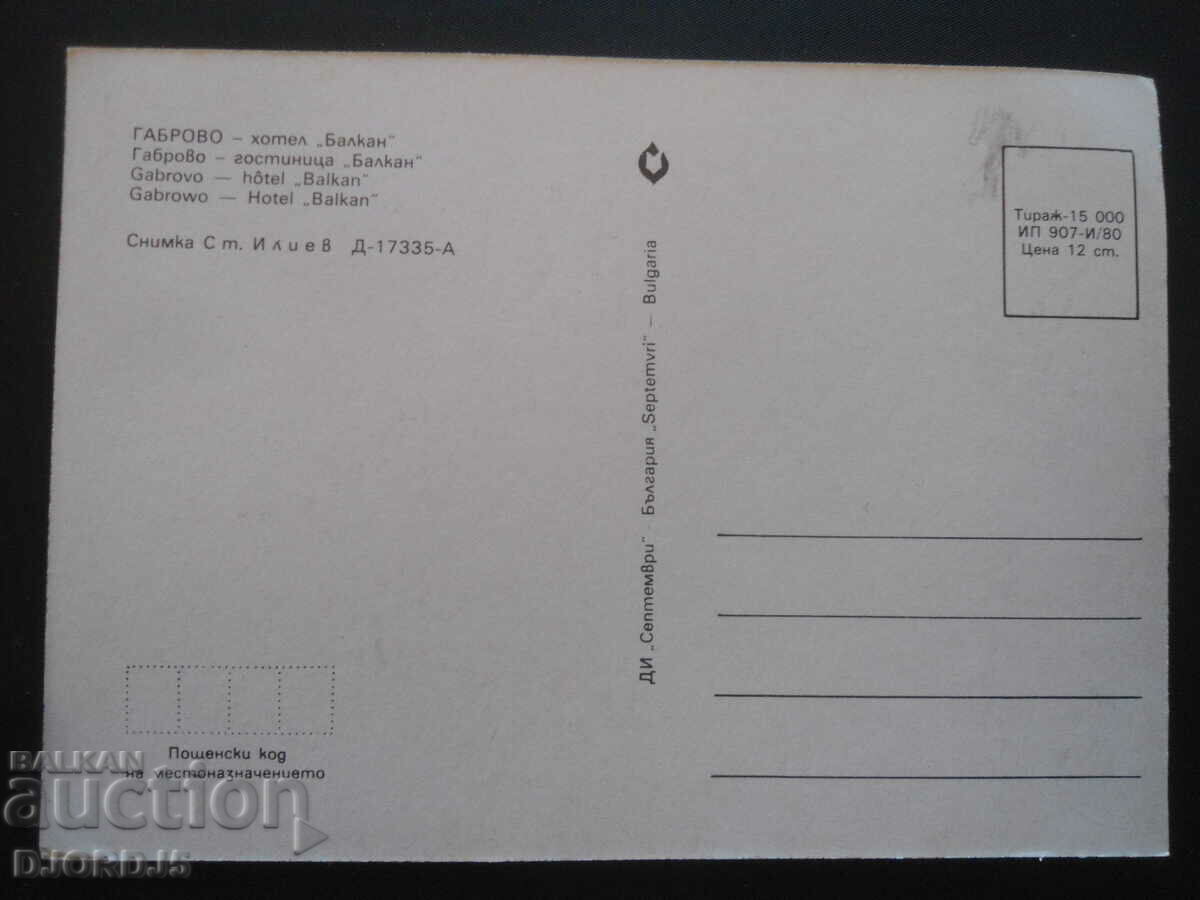 ГАБРОВО – хотел „Балкан“
Габрово – гостиница „Балкан“
Gabrovo — hôtel „Balkan“
Gabrowo — Hotel „Balkan“
Снимка Ст. Илиев Д-17335-А
ДИ „Септември“ · България „Septemvri“ — Bulgaria
Тираж-15 000
ИП 907-И/80
Цена 12 ст.
Пощенски код
на местоназначението
BALKAN
auction
DJORDJ5